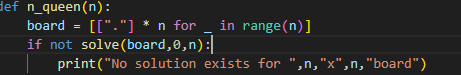 def n_queen(n):
    board = [["."] * n for _ in range(n)]
    if not solve(board,0,n):
        print("No solution exists for ",n,"x",n,"board")